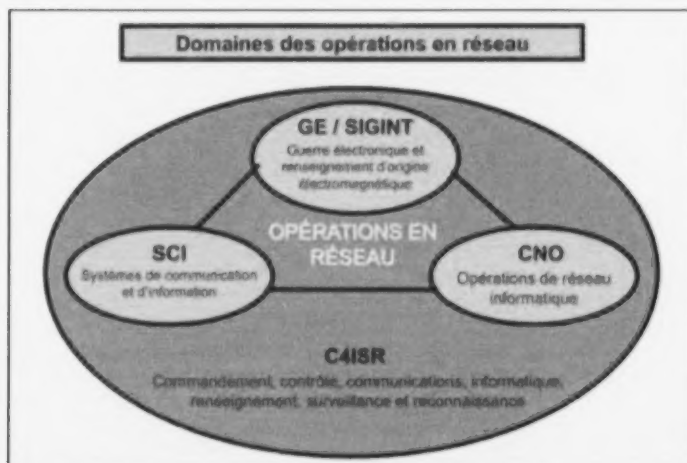 Domaines des opérations en réseau
GE / SIGINT
Guerre électronique et
renseignement d'origine
électromagnétique
OPÉRATIONS EN
RÉSEAU
SCI
Systèmes de communication
et d'information
CNO
Opérations de réseau
informatique
C4ISR
Commandement, contrôle, communications, informatique,
renseignement, surveillance et reconnaissance